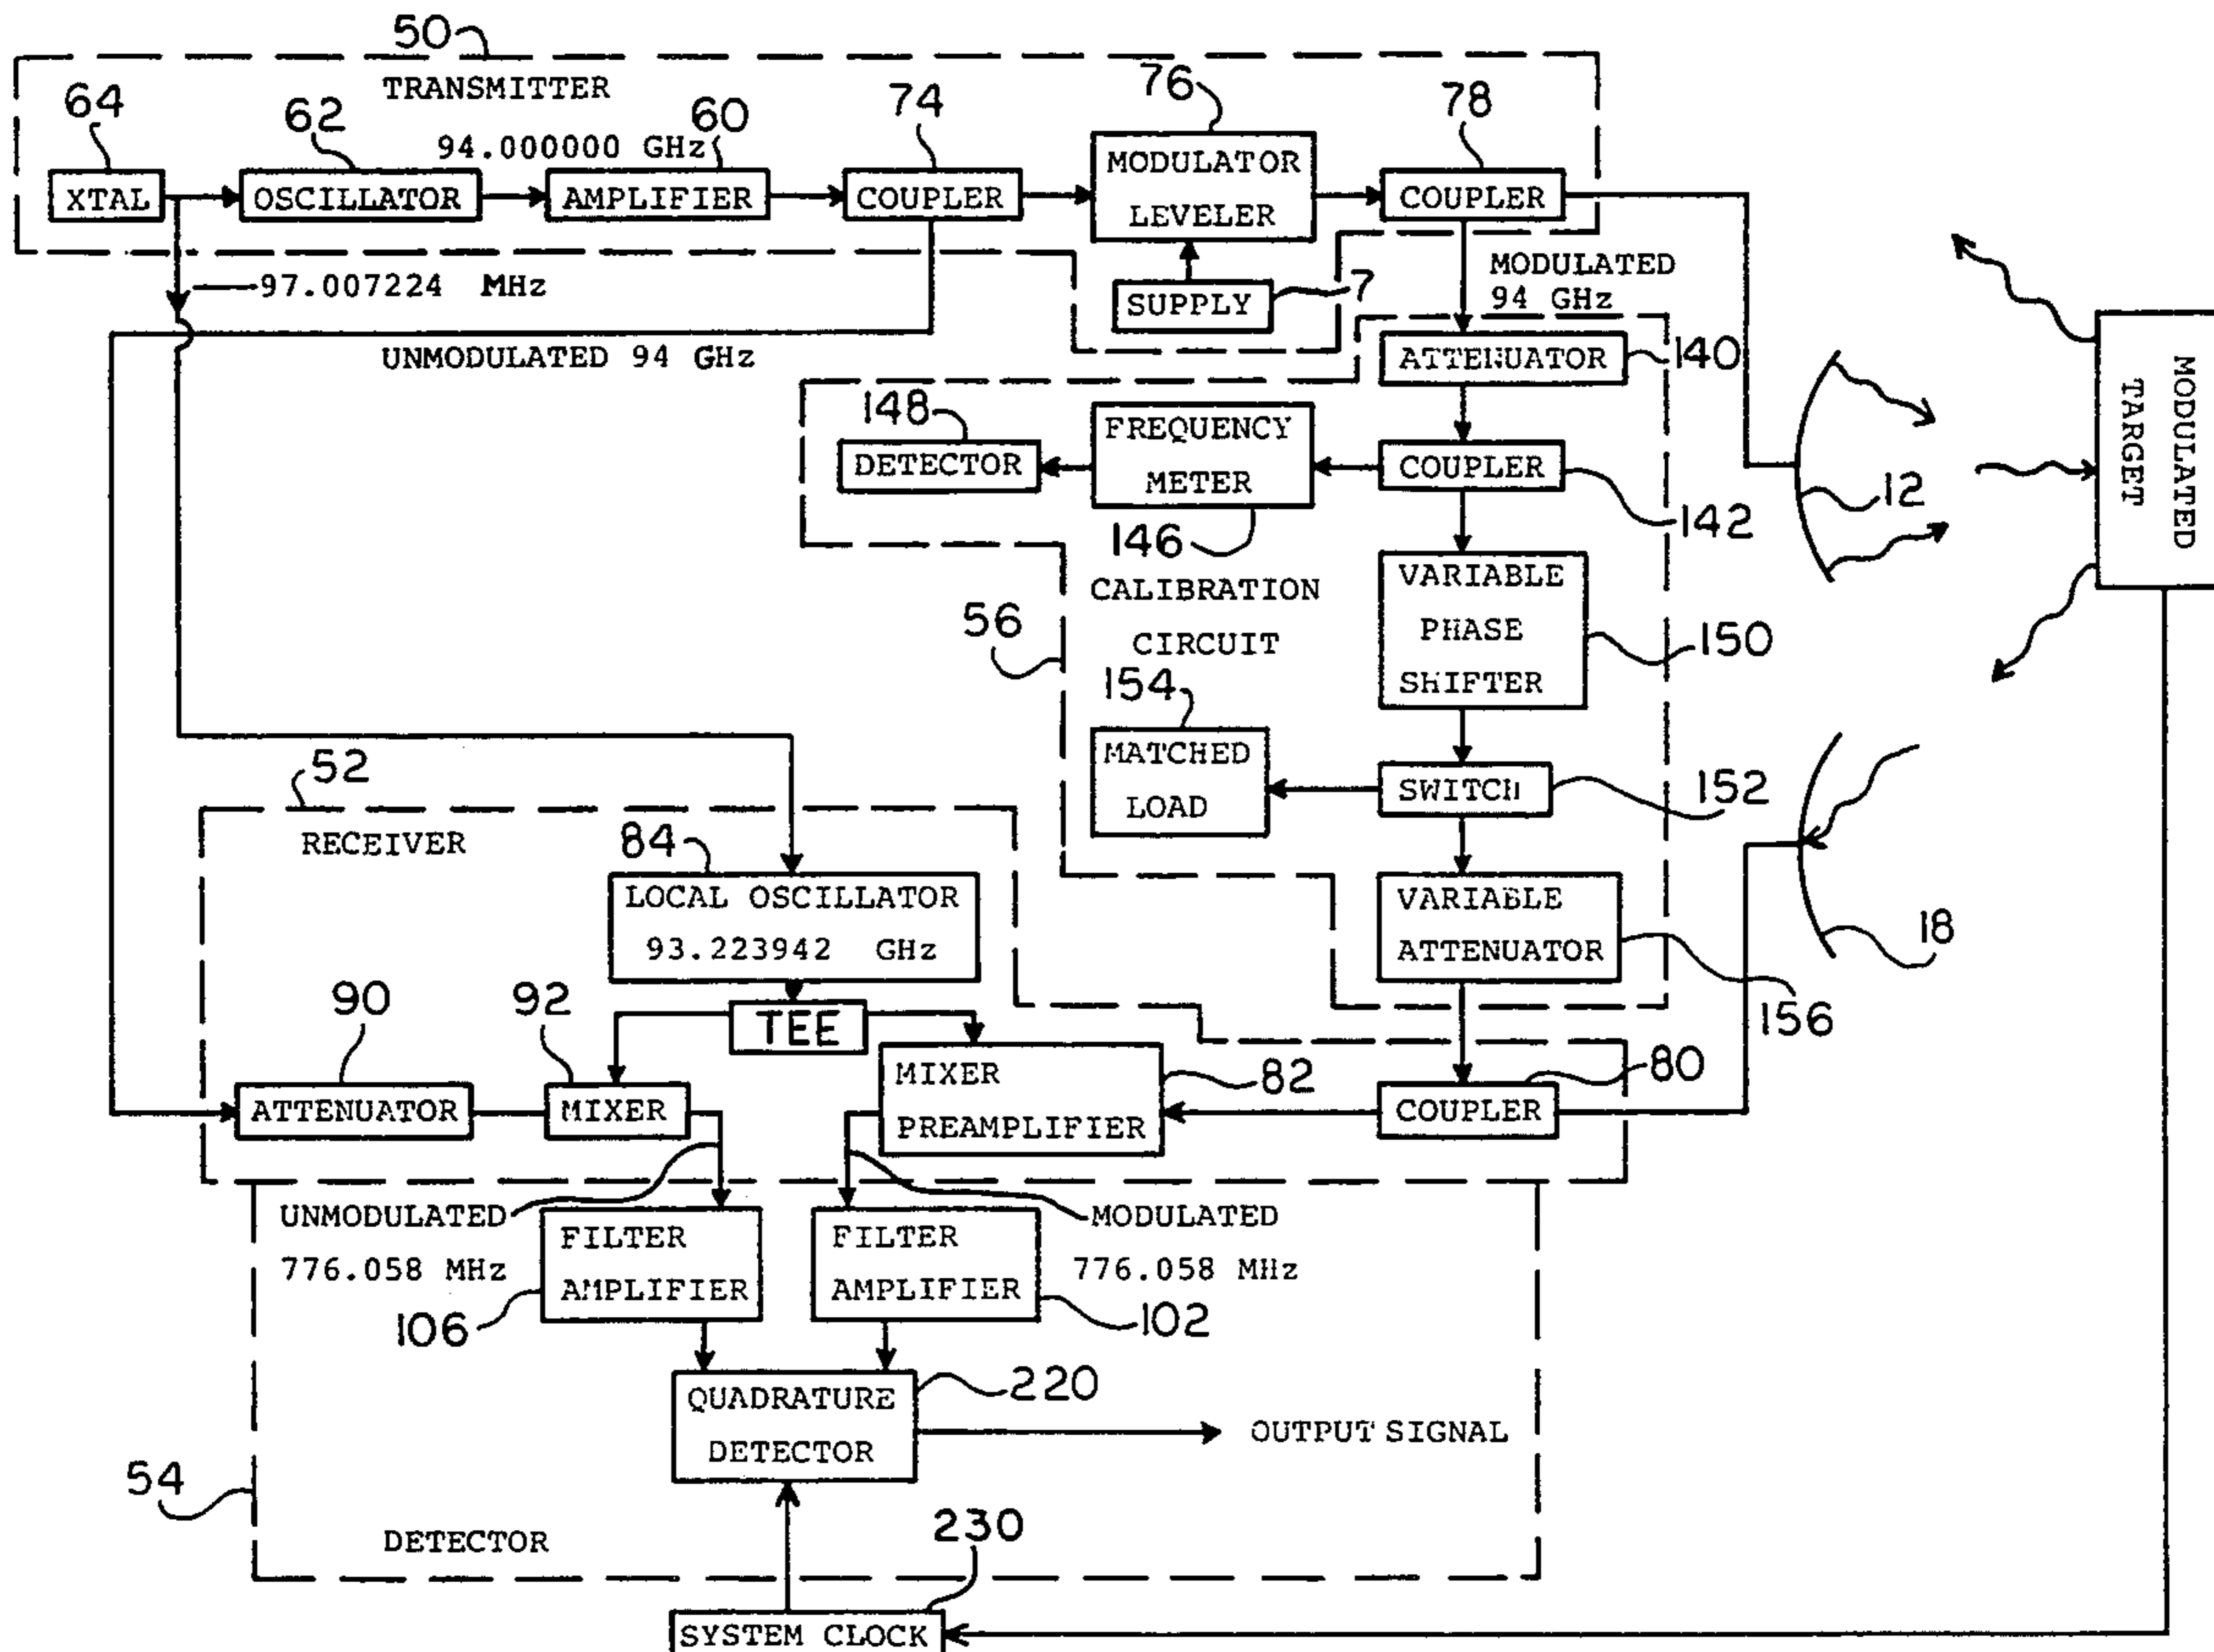 50
TRANSMITTER
64
62
60
74
76
78
94.000000 GHz
XTAL
OSCILLATOR
AMPLIFIER
COUPLER
MODULATOR
LEVELER
COUPLER
97.007224 MHz
SUPPLY
7
MODULATED
94 GHz
UNMODULATED 94 GHz
ATTENUATOR
140
148
DETECTOR
FREQUENCY
METER
146
COUPLER
142
12
MODULATED
TARGET
CALIBRATION
CIRCUIT
56
VARIABLE
PHASE
SHIFTER
150
154
MATCHED
LOAD
SWITCH
152
52
RECEIVER
84
LOCAL OSCILLATOR
93.223942 GHz
VARIABLE
ATTENUATOR
156
18
90
92
TEE
ATTENUATOR
MIXER
MIXER
PREAMPLIFIER
82
COUPLER
80
UNMODULATED
776.058 MHz
FILTER
AMPLIFIER
106
FILTER
AMPLIFIER
102
MODULATED
776.058 MHz
QUADRATURE
DETECTOR
220
OUTPUT SIGNAL
54
DETECTOR
230
SYSTEM CLOCK